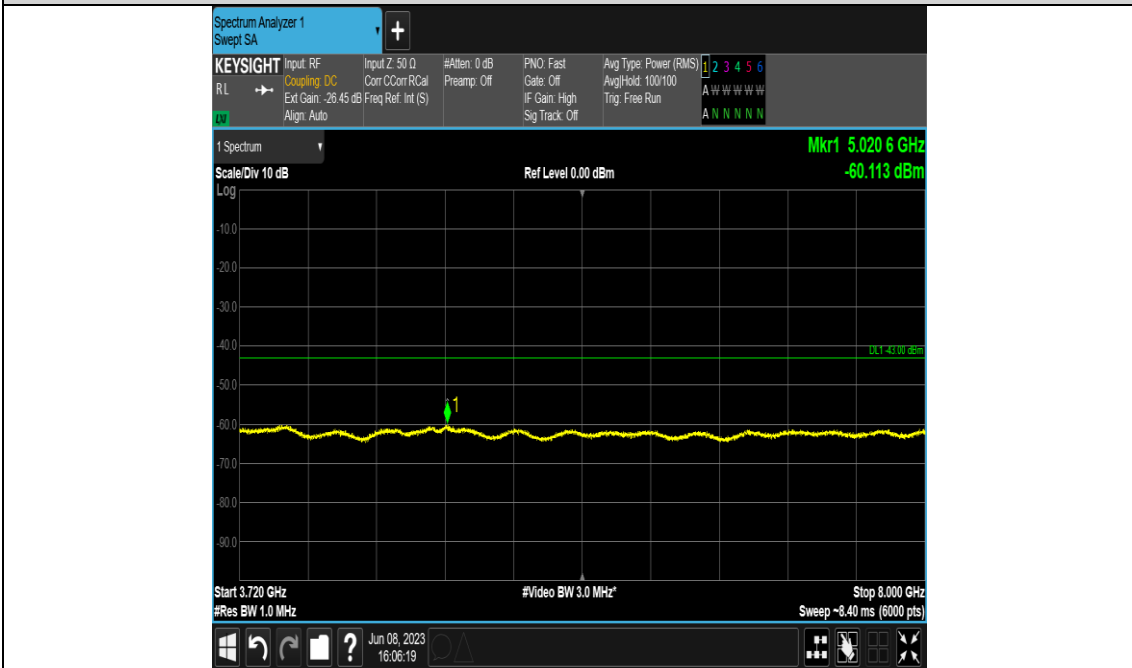 Spectrum Analyzer 1
Swept SA
+
KEYSIGHT Input: RF Input Z: 50 Ω #Atten: 0 dB PNO: Fast Avg Type: Power (RMS) 1 2 3 4 5 6
RL Coupling: DC Corr CCorr RCal Preamp: Off Gate: Off Avg|Hold: 100/100 A W W W W W
Ext Gain: -26.45 dB Freq Ref: Int (S) IF Gain: High Trig: Free Run
LXI Align: Auto Sig Track: Off A N N N N N
1 Spectrum Mkr1 5.020 6 GHz
Scale/Div 10 dB Ref Level 0.00 dBm -60.113 dBm
Log
-10.0
-20.0
-30.0
-40.0
DL1 -43.00 dBm
-50.0
1
-60.0
-70.0
-80.0
-90.0
Start 3.720 GHz #Video BW 3.0 MHz* Stop 8.000 GHz
#Res BW 1.0 MHz Sweep ~8.40 ms (6000 pts)
? Jun 08, 2023
16:06:19